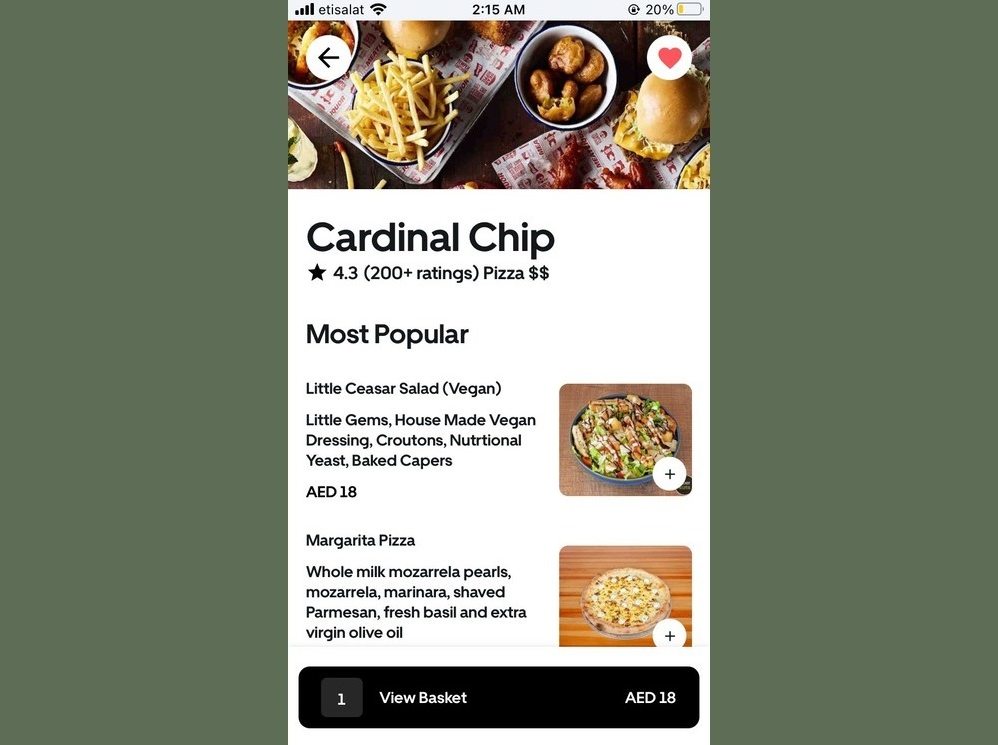 etisalat 2:15 AM 20%
Cardinal Chip
4.3 (200+ ratings) Pizza $$
Most Popular
Little Ceasar Salad (Vegan)
Little Gems, House Made Vegan
Dressing, Croutons, Nutrtional
Yeast, Baked Capers
AED 18
Margarita Pizza
Whole milk mozarrela pearls,
mozarrela, marinara, shaved
Parmesan, fresh basil and extra
virgin olive oil
1 View Basket AED 18